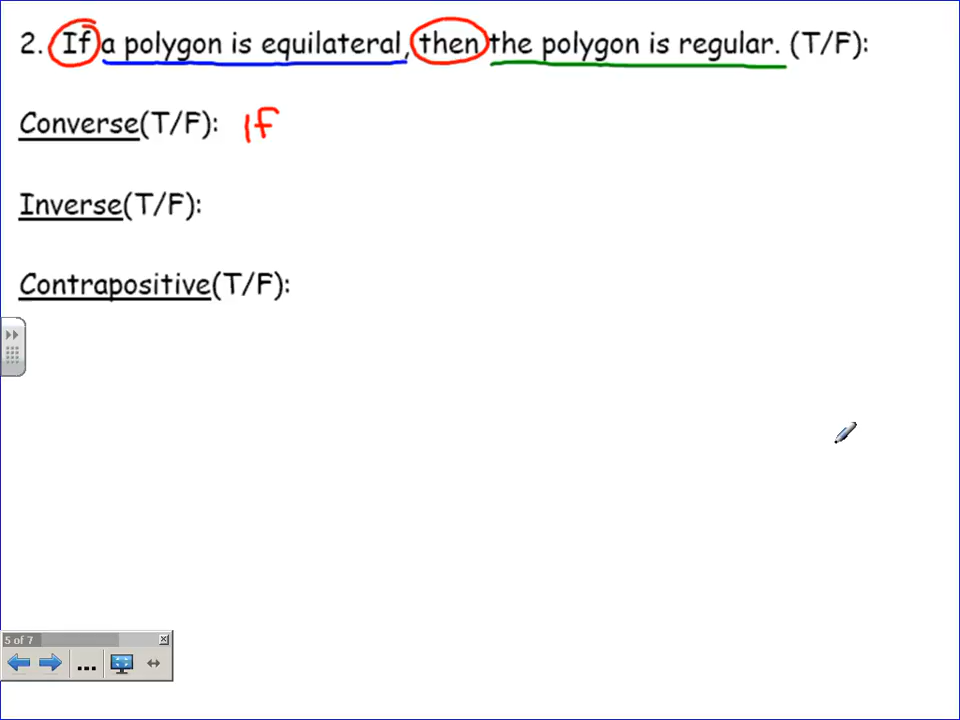 2. If a polygon is equilateral, then the polygon is regular. (T/F):
Converse(T/F): If
Inverse(T/F):
Contrapositive(T/F):
5 of 7
...